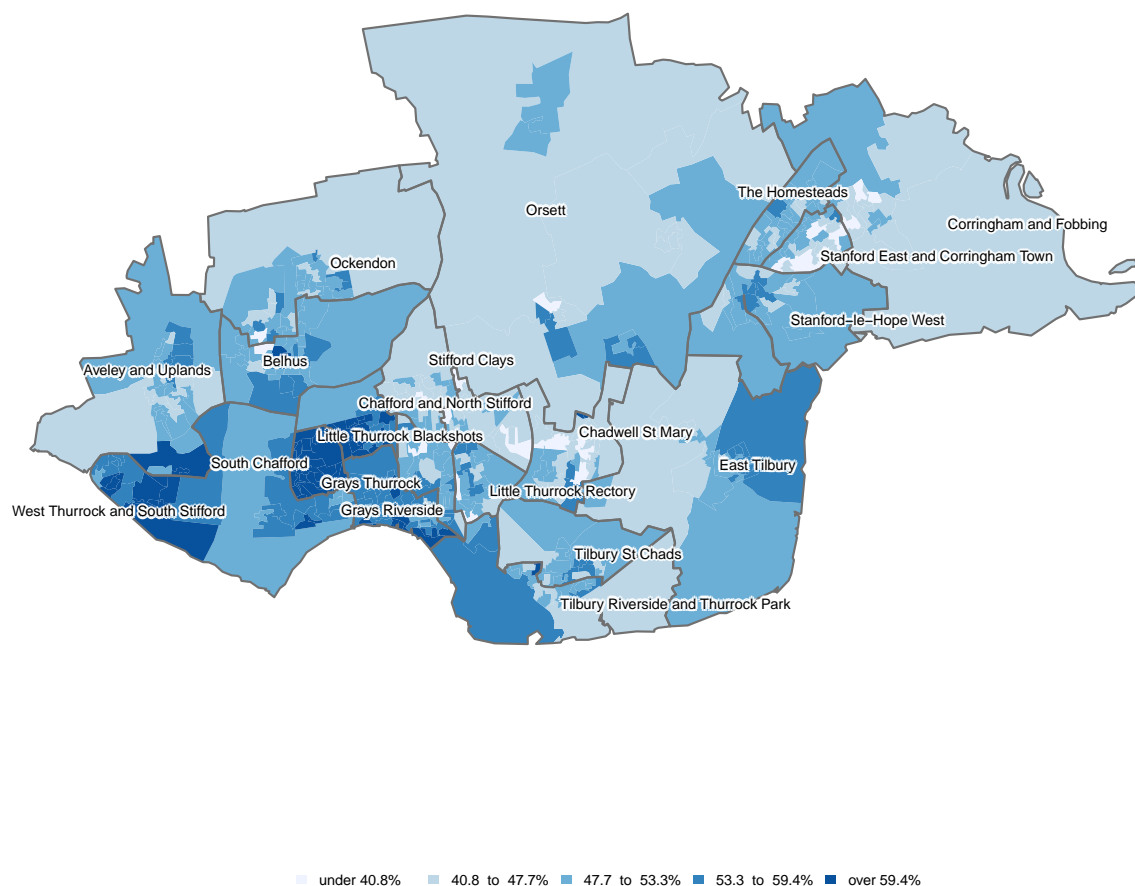 The Homesteads
Orsett
Corringham and Fobbing
Stanford East and Corringham Town
Ockendon
Stanford−le−Hope West
Stifford Clays
Belhus
Aveley and Uplands
Chafford and North Stifford
Chadwell St Mary
Little Thurrock Blackshots
South Chafford
East Tilbury
Grays Thurrock
Little Thurrock Rectory
Grays Riverside
West Thurrock and South Stifford
Tilbury St Chads
Tilbury Riverside and Thurrock Park
under 40.8% 40.8 to 47.7% 47.7 to 53.3% 53.3 to 59.4% over 59.4%